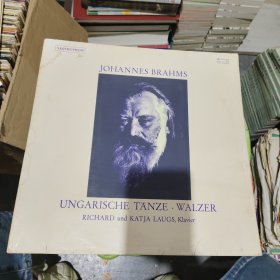 JOHANNES BRAHMS
UNGARISCHE TÄNZE · WALZER
RICHARD und KATJA LAUGS, Klavier